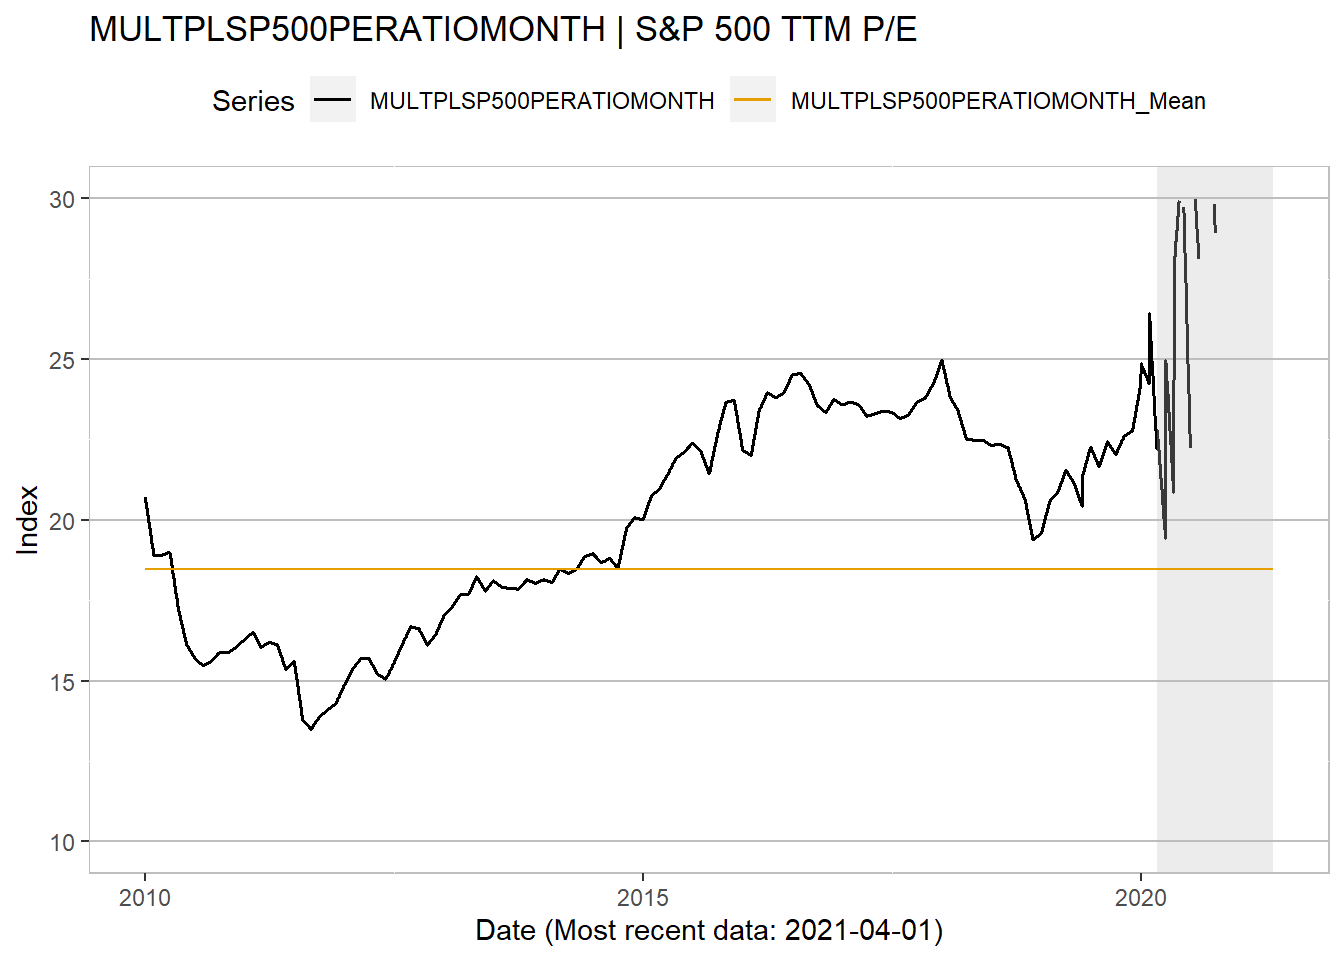 MULTPLSP500PERATIOMONTH | S&P 500 TTM P/E
Series MULTPLSP500PERATIOMONTH MULTPLSP500PERATIOMONTH_Mean
30
25
20
15
10
Index
2010 2015 2020
Date (Most recent data: 2021-04-01)